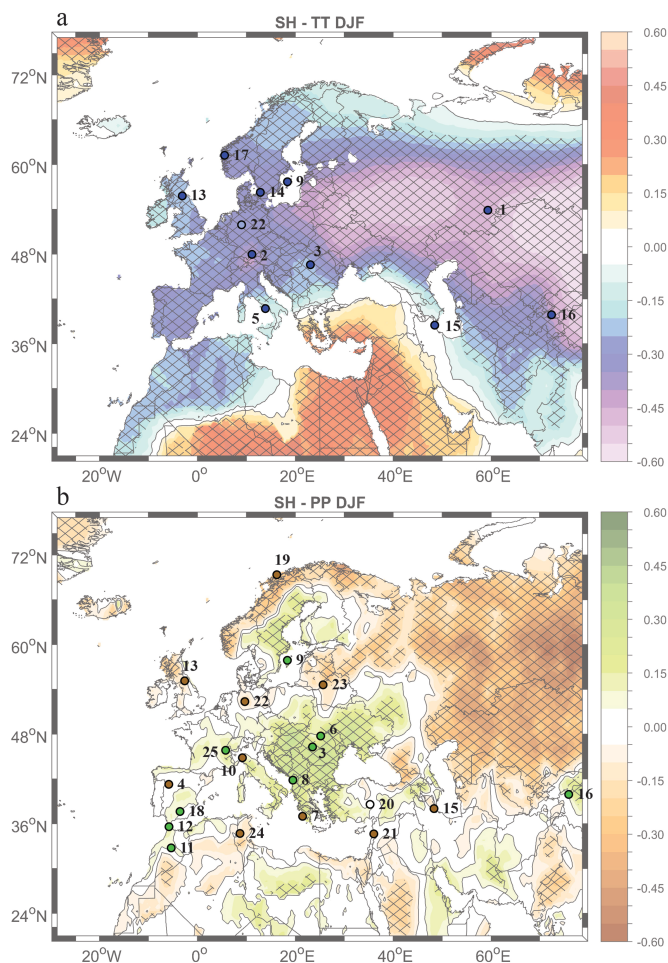 a
SH - TT DJF
72°N
60°N
48°N
36°N
24°N
20°W
0°
20°E
40°E
60°E
17
13
14
9
1
22
2
3
5
15
16
0.60
0.45
0.30
0.15
0.00
-0.15
-0.30
-0.45
-0.60
b
SH - PP DJF
72°N
60°N
48°N
36°N
24°N
20°W
0°
20°E
40°E
60°E
19
13
9
23
22
6
25
3
10
4
8
20
16
18
7
15
12
24
21
11
0.60
0.45
0.30
0.15
0.00
-0.15
-0.30
-0.45
-0.60